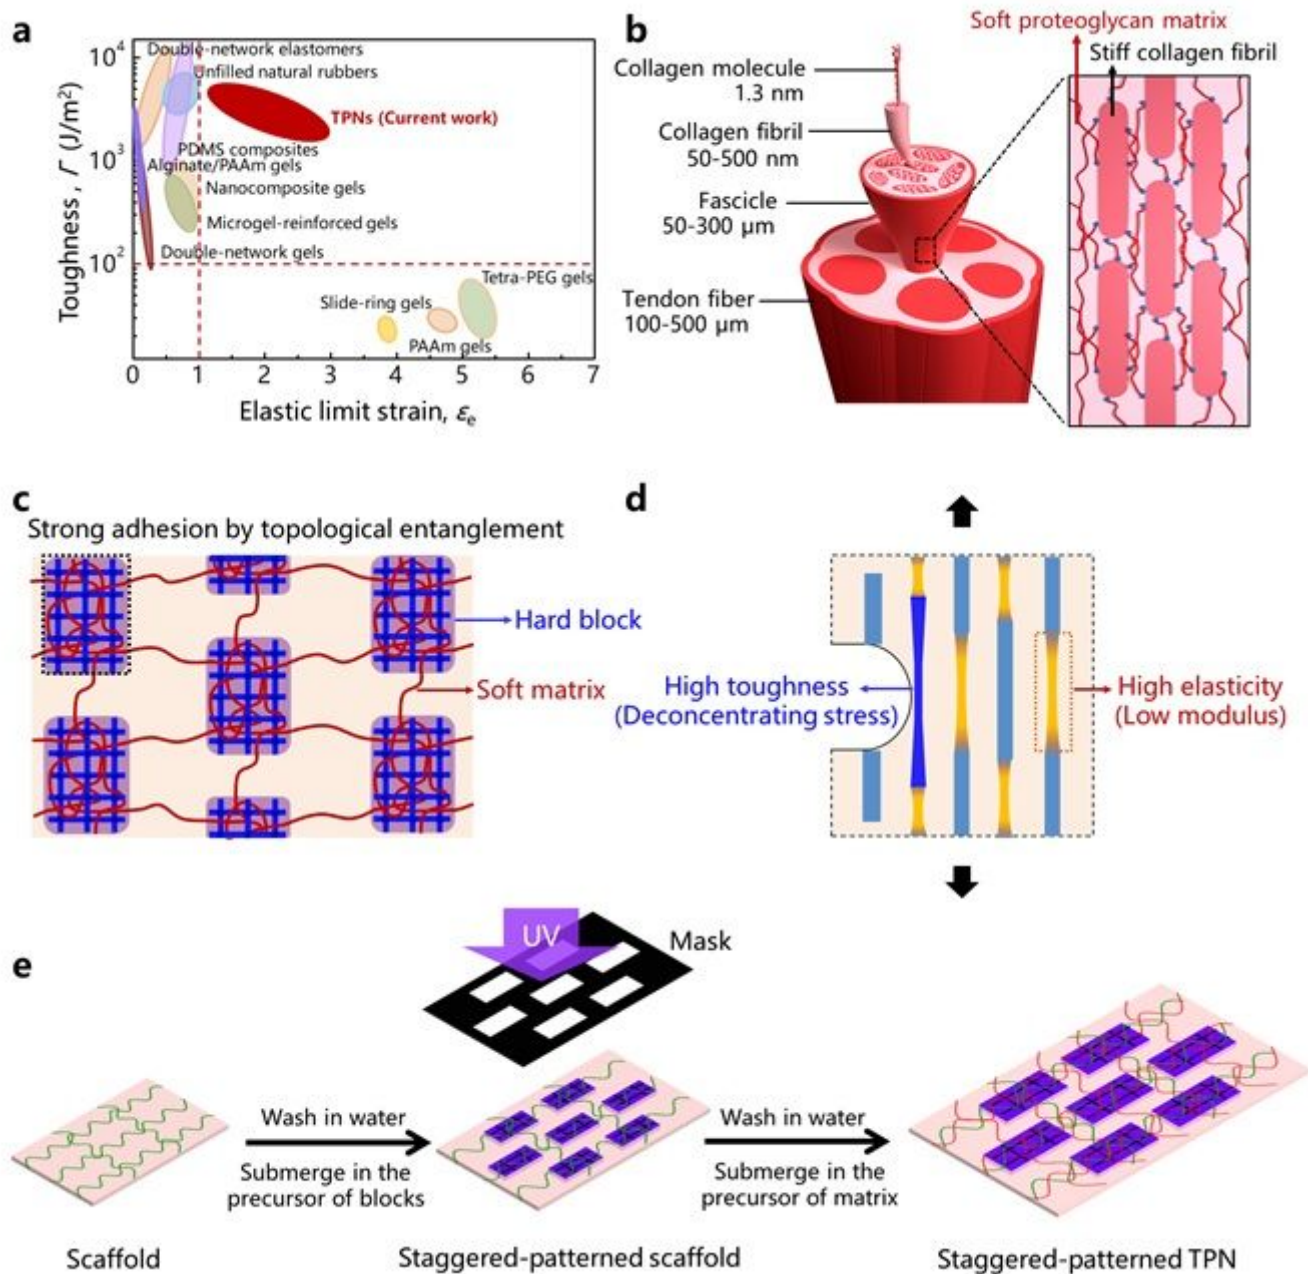 a
10⁴
10³
10²
Toughness, Γ (J/m²)
Double-network elastomers
Unfilled natural rubbers
TPNs (Current work)
PDMS composites
Alginate/PAAm gels
Nanocomposite gels
Microgel-reinforced gels
Double-network gels
Tetra-PEG gels
Slide-ring gels
PAAm gels
0 1 2 3 4 5 6 7
Elastic limit strain, εe
b
Soft proteoglycan matrix
Stiff collagen fibril
Collagen molecule
1.3 nm
Collagen fibril
50-500 nm
Fascicle
50-300 μm
Tendon fiber
100-500 μm
c
Strong adhesion by topological entanglement
Hard block
Soft matrix
d
High toughness
(Deconcentrating stress)
High elasticity
(Low modulus)
e
UV
Mask
Wash in water
Submerge in the
precursor of blocks
Wash in water
Submerge in the
precursor of matrix
Scaffold
Staggered-patterned scaffold
Staggered-patterned TPN